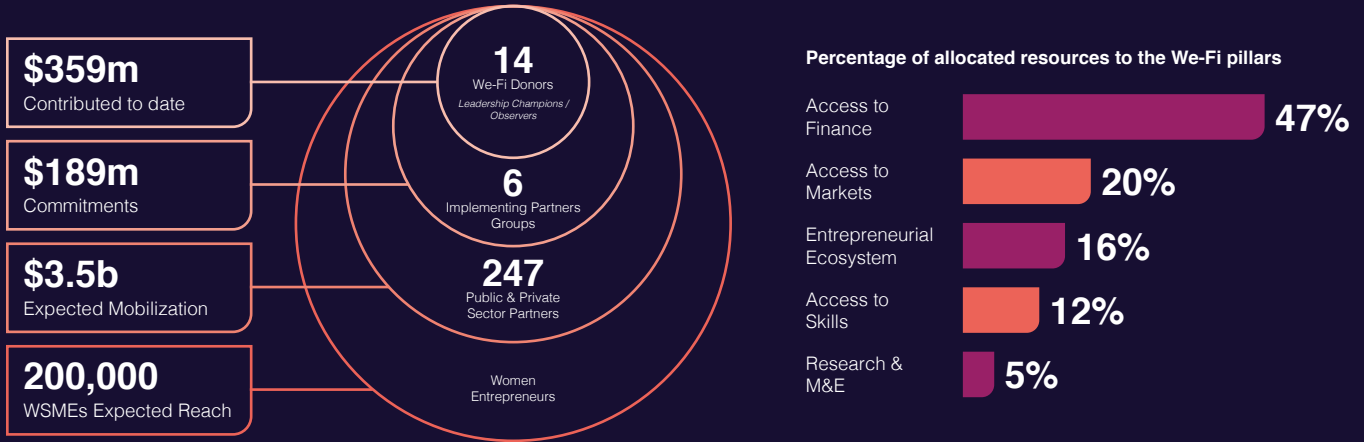 $359m
Contributed to date
$189m
Commitments
$3.5b
Expected Mobilization
200,000
WSMEs Expected Reach
14
We-Fi Donors
Leadership Champions /
Observers
6
Implementing Partners
Groups
247
Public & Private
Sector Partners
Women
Entrepreneurs
Percentage of allocated resources to the We-Fi pillars
Access to
Finance
47%
Access to
Markets
20%
Entrepreneurial
Ecosystem
16%
Access to
Skills
12%
Research &
M&E
5%